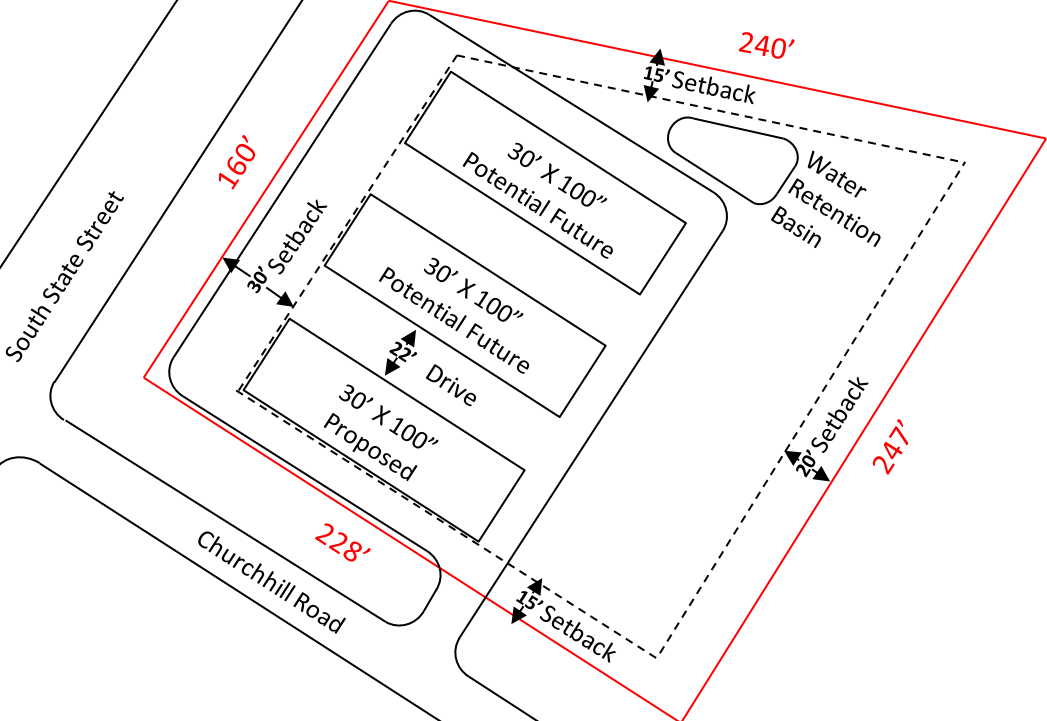 240’
15’ Setback
160’
30’ X 100”
Potential Future
Water
Retention
Basin
South State Street
30’ Setback
30’ X 100”
Potential Future
22’ Drive
30’ X 100”
Proposed
20’ Setback
247’
228’
Churchhill Road
15’ Setback